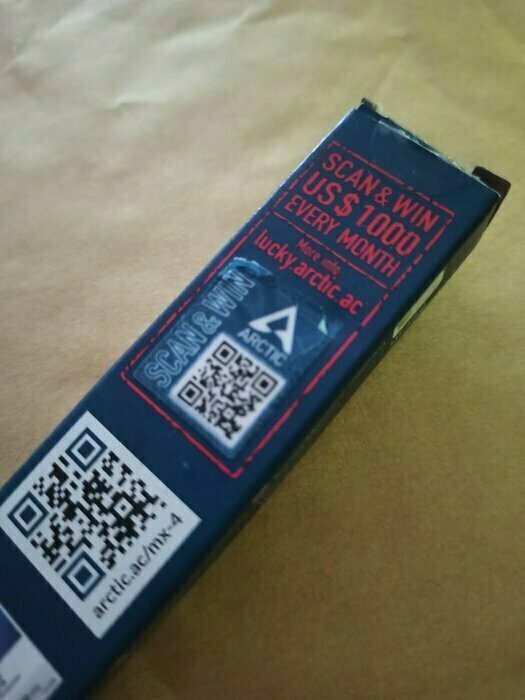 SCAN & WIN
US$1000
EVERY MONTH
More info
lucky.arctic.ac
SCAN & WIN
ARCTIC
arctic.ac/mx-4